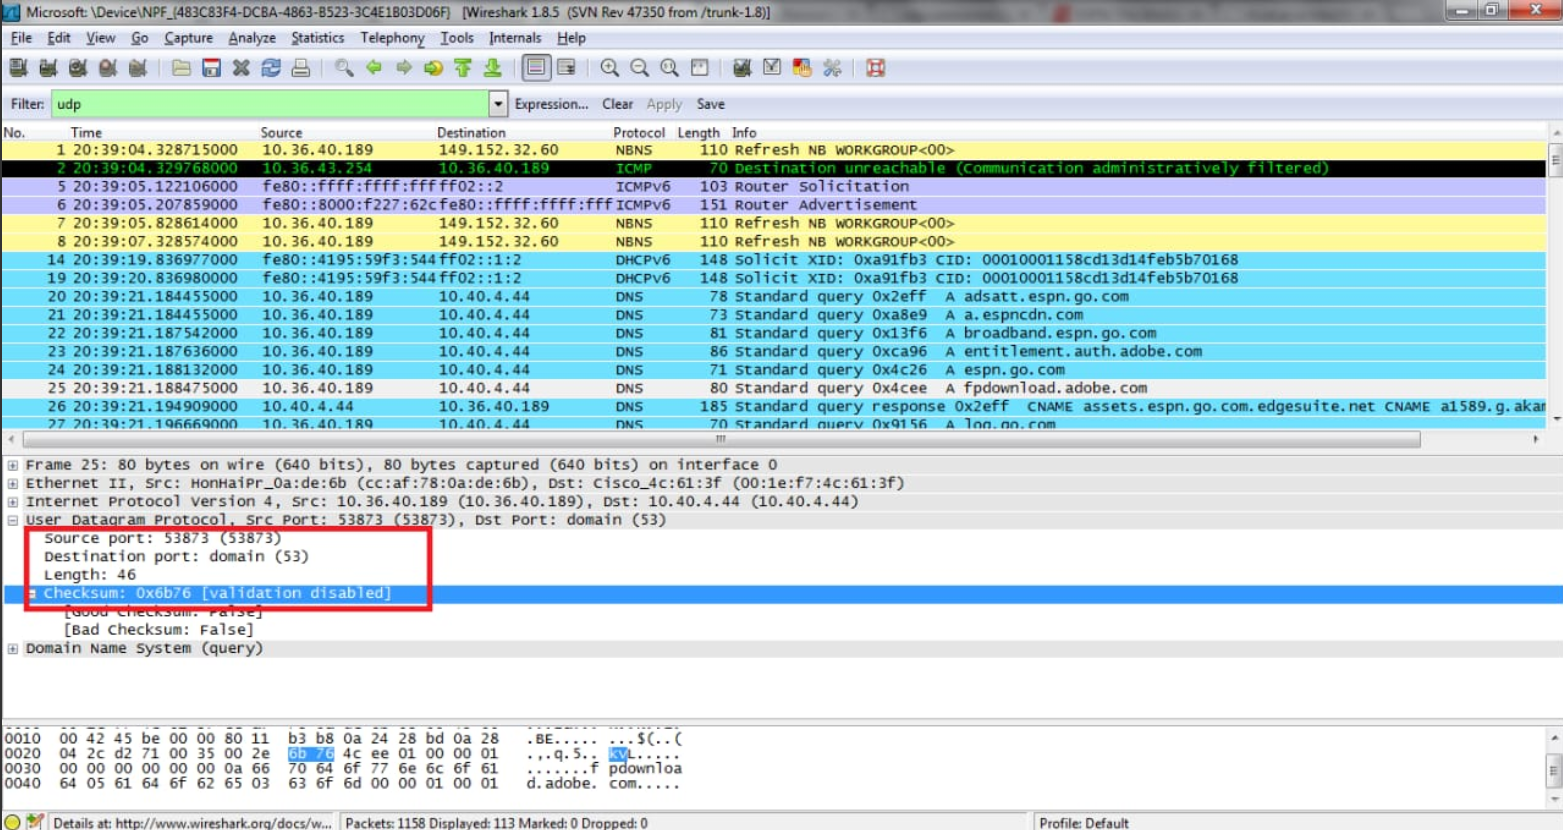 Microsoft: \Device\NPF_{483C83F4-DCBA-4863-B523-3C4E1B03D06F} [Wireshark 1.8.5 (SVN Rev 47350 from /trunk-1.8)]
File Edit View Go Capture Analyze Statistics Telephony Tools Internals Help
Filter: udp Expression... Clear Apply Save
No. Time Source Destination Protocol Length Info
1 20:39:04.328715000 10.36.40.189 149.152.32.60 NBNS 110 Refresh NB WORKGROUP<00>
2 20:39:04.329768000 10.36.43.254 10.36.40.189 ICMP 70 Destination unreachable (Communication administratively filtered)
5 20:39:05.122106000 fe80::ffff:ffff:fff ff02::2 ICMPv6 103 Router Solicitation
6 20:39:05.207859000 fe80::8000:f227:62c fe80::ffff:ffff:fff ICMPv6 151 Router Advertisement
7 20:39:05.828614000 10.36.40.189 149.152.32.60 NBNS 110 Refresh NB WORKGROUP<00>
8 20:39:07.328574000 10.36.40.189 149.152.32.60 NBNS 110 Refresh NB WORKGROUP<00>
14 20:39:19.836977000 fe80::4195:59f3:544 ff02::1:2 DHCPv6 148 Solicit XID: 0xa91fb3 CID: 00010001158cd13d14feb5b70168
19 20:39:20.836980000 fe80::4195:59f3:544 ff02::1:2 DHCPv6 148 Solicit XID: 0xa91fb3 CID: 00010001158cd13d14feb5b70168
20 20:39:21.184455000 10.36.40.189 10.40.4.44 DNS 78 Standard query 0x2eff A adsatt.espn.go.com
21 20:39:21.184455000 10.36.40.189 10.40.4.44 DNS 73 Standard query 0xa8e9 A a.espncdn.com
22 20:39:21.187542000 10.36.40.189 10.40.4.44 DNS 81 Standard query 0x13f6 A broadband.espn.go.com
23 20:39:21.187636000 10.36.40.189 10.40.4.44 DNS 86 Standard query 0xca96 A entitlement.auth.adobe.com
24 20:39:21.188132000 10.36.40.189 10.40.4.44 DNS 71 Standard query 0x4c26 A espn.go.com
25 20:39:21.188475000 10.36.40.189 10.40.4.44 DNS 80 Standard query 0x4cee A fpdownload.adobe.com
26 20:39:21.194909000 10.40.4.44 10.36.40.189 DNS 185 Standard query response 0x2eff CNAME assets.espn.go.com.edgesuite.net CNAME a1589.g.akam
27 20:39:21.196669000 10.36.40.189 10.40.4.44 DNS 70 Standard query 0x9156 A log.go.com
Frame 25: 80 bytes on wire (640 bits), 80 bytes captured (640 bits) on interface 0
Ethernet II, Src: HonHaiPr_0a:de:6b (cc:af:78:0a:de:6b), Dst: Cisco_4c:61:3f (00:1e:f7:4c:61:3f)
Internet Protocol Version 4, Src: 10.36.40.189 (10.36.40.189), Dst: 10.40.4.44 (10.40.4.44)
User Datagram Protocol, Src Port: 53873 (53873), Dst Port: domain (53)
Source port: 53873 (53873)
Destination port: domain (53)
Length: 46
Checksum: 0x6b76 [validation disabled]
[Good Checksum: False]
[Bad Checksum: False]
Domain Name System (query)
0010 00 42 45 be 00 00 80 11 b3 b8 0a 24 28 bd 0a 28 .BE..... ...$(..(
0020 04 2c d2 71 00 35 00 2e 6b 76 4c ee 01 00 00 01 .,.q.5.. kvL.....
0030 00 00 00 00 00 00 0a 66 70 64 6f 77 6e 6c 6f 61 .......f pdownloa
0040 64 05 61 64 6f 62 65 03 63 6f 6d 00 00 01 00 01 d.adobe. com.....
Details at: http://www.wireshark.org/docs/w... Packets: 1158 Displayed: 113 Marked: 0 Dropped: 0 Profile: Default